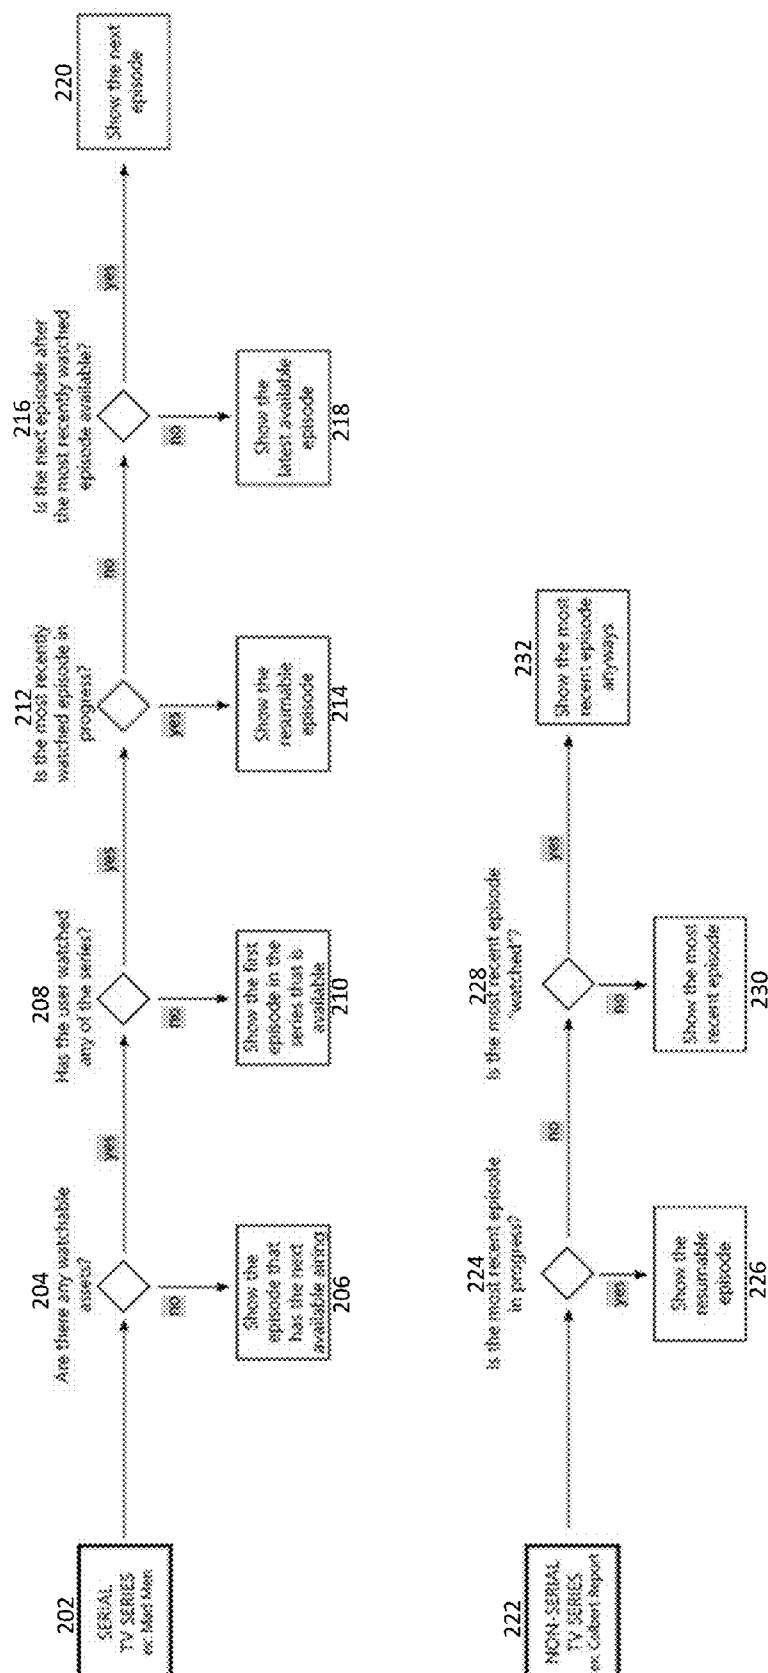 202
SERIAL
TV SERIES
ex: Mad Men
204
Are there any watchable
assets?
no
Show the
episode that
has the next
available airing
206
yes
208
Has the user watched
any of the series?
no
Show the first
episode in the
series that is
available
210
yes
212
Is the most recently
watched episode in
progress?
yes
Show the
resumable
episode
214
no
216
Is the next episode after
the most recently watched
episode available?
no
Show the
latest available
episode
218
yes
220
Show the next
episode
222
NON-SERIAL
TV SERIES
ex: Colbert Report
224
Is the most recent episode
in progress?
yes
Show the
resumable
episode
226
no
228
Is the most recent episode
"watched"?
no
Show the most
recent episode
230
yes
232
Show the most
recent episode
anyways